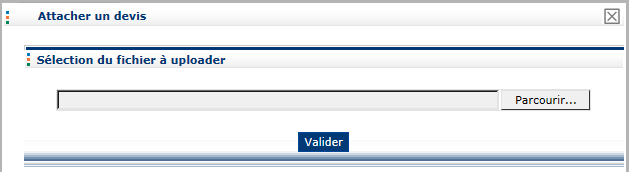 Attacher un devis
Sélection du fichier à uploader
Parcourir...
Valider